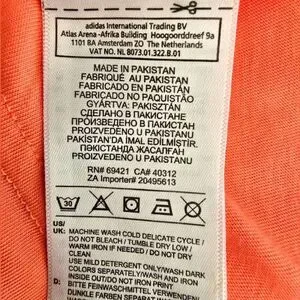 adidas International Trading BV
Atlas Arena -Afrika Building Hoogoorddreef 9a
1101 BA Amsterdam ZO The Netherlands
VAT NO. NL 8073.01.322.B.01
MADE IN PAKISTAN
FABRIQUÉ AU PAKISTAN
FABRICADO EN PAKISTÁN
FABRICADO NO PAQUISTÃO
GYÁRTVA: PAKISZTÁN
СДЕЛАНО В ПАКИСТАНЕ
ПРОИЗВЕДЕНО В ПАКИСТАН
PROIZVEDENO U PAKISTANU
PAKİSTAN'DA İMAL EDİLMİŞTİR.
ПӘКІСТАНДА ЖАСАЛҒАН
PROIZVEDENO U PAKISTANU
RN# 69421 CA# 40312
ZA Importer# 20495613
30
US/
UK: MACHINE WASH COLD DELICATE CYCLE /
DO NOT BLEACH / TUMBLE DRY LOW /
WARM IRON IF NEEDED / DO NOT DRY
CLEAN
USE MILD DETERGENT ONLY/WASH DARK
COLORS SEPARATELY/WASH AND IRON
INSIDE OUT/DO NOT IRON PRINT
D: BITTE FEINWASCHMITTEL VERWENDEN
DUNKLE FARBEN SEPARAT